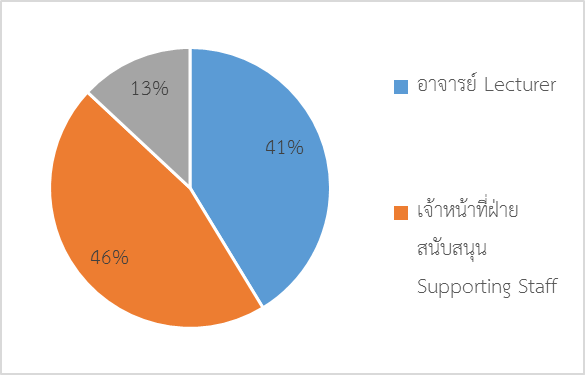 13%
41%
46%
อาจารย์ Lecturer
เจ้าหน้าที่ฝ่าย
สนับสนุน
Supporting Staff